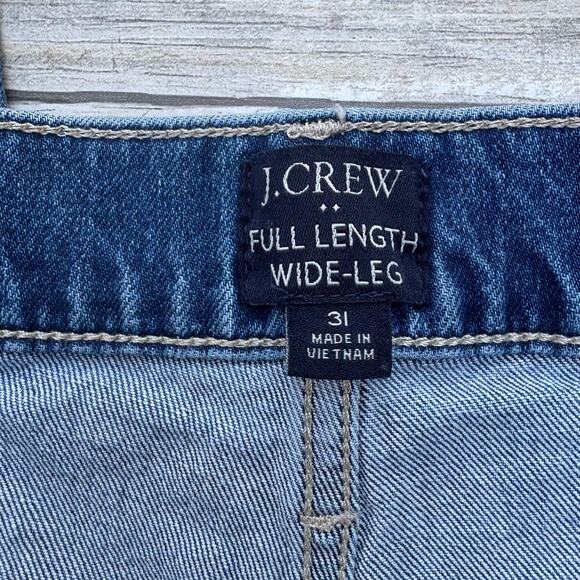 J.CREW
FULL LENGTH
WIDE-LEG
31
MADE IN
VIETNAM